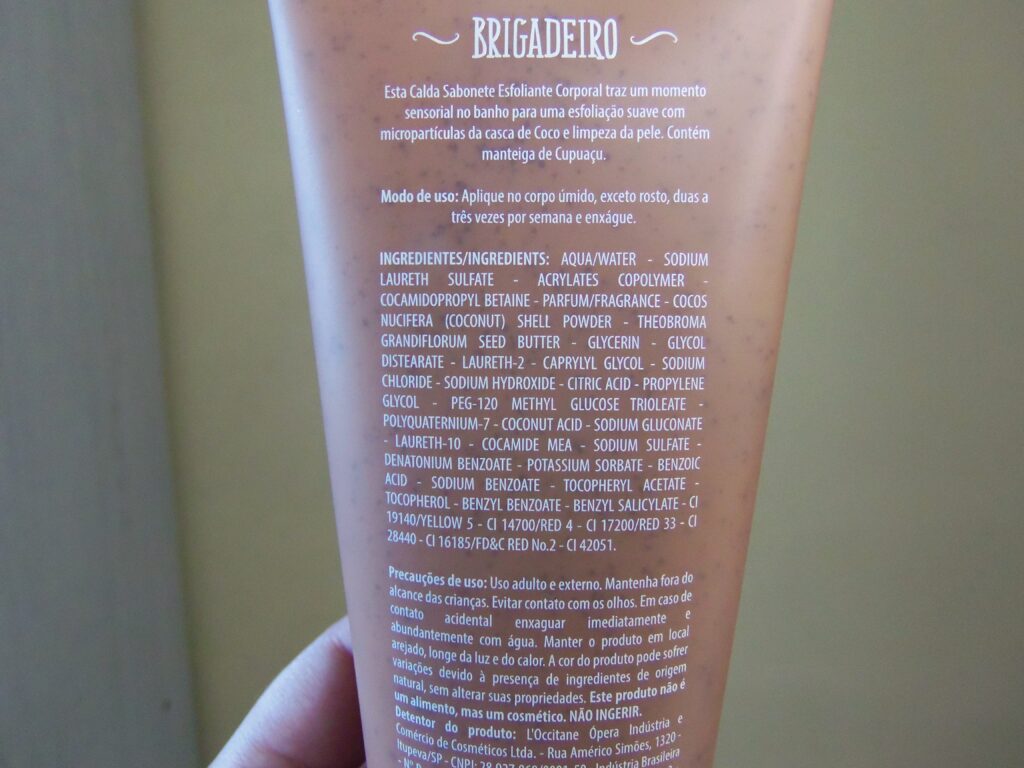 BRIGADEIRO
Esta Calda Sabonete Esfoliante Corporal traz um momento
sensorial no banho para uma esfoliação suave com
micropartículas da casca de Coco e limpeza da pele. Contém
manteiga de Cupuaçu.
Modo de uso: Aplique no corpo úmido, exceto rosto, duas a
três vezes por semana e enxágue.
INGREDIENTES/INGREDIENTS: AQUA/WATER - SODIUM
LAURETH SULFATE - ACRYLATES COPOLYMER -
COCAMIDOPROPYL BETAINE - PARFUM/FRAGRANCE - COCOS
NUCIFERA (COCONUT) SHELL POWDER - THEOBROMA
GRANDIFLORUM SEED BUTTER - GLYCERIN - GLYCOL
DISTEARATE - LAURETH-2 - CAPRYLYL GLYCOL - SODIUM
CHLORIDE - SODIUM HYDROXIDE - CITRIC ACID - PROPYLENE
GLYCOL - PEG-120 METHYL GLUCOSE TRIOLEATE -
POLYQUATERNIUM-7 - COCONUT ACID - SODIUM GLUCONATE
- LAURETH-10 - COCAMIDE MEA - SODIUM SULFATE -
DENATONIUM BENZOATE - POTASSIUM SORBATE - BENZOIC
ACID - SODIUM BENZOATE - TOCOPHERYL ACETATE -
TOCOPHEROL - BENZYL BENZOATE - BENZYL SALICYLATE - CI
19140/YELLOW 5 - CI 14700/RED 4 - CI 17200/RED 33 - CI
28440 - CI 16185/FD&C RED No.2 - CI 42051.
Precauções de uso: Uso adulto e externo. Mantenha fora do
alcance das crianças. Evitar contato com os olhos. Em caso de
contato acidental enxaguar imediatamente e
abundantemente com água. Manter o produto em local
arejado, longe da luz e do calor. A cor do produto pode sofrer
variações devido à presença de ingredientes de origem
natural, sem alterar suas propriedades. Este produto não é
um alimento, mas um cosmético. NÃO INGERIR.
Detentor do produto: L'Occitane Ópera Indústria e
Comércio de Cosméticos Ltda. - Rua Américo Simões, 1320 -
Itupeva/SP - CNPJ: Indústria Brasileira